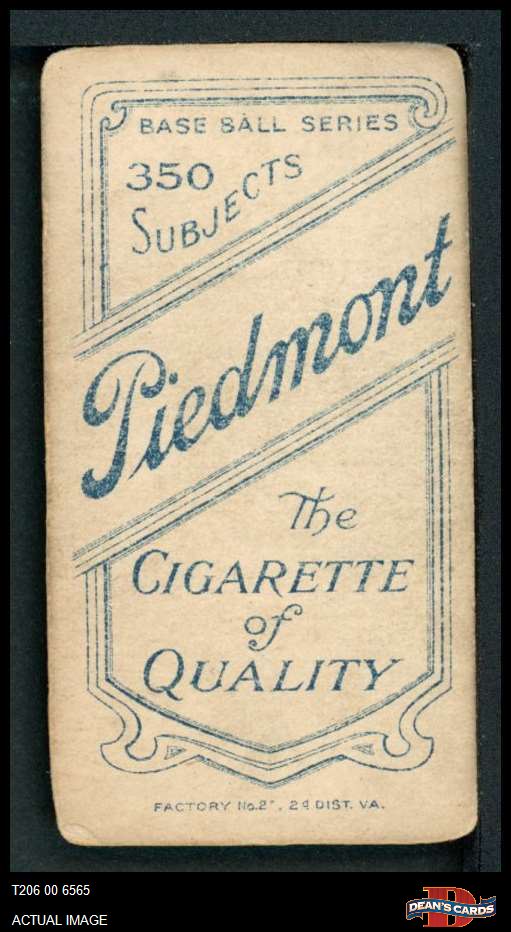 BASE BALL SERIES
350
SUBJECTS
Piedmont
The
CIGARETTE
of
QUALITY
FACTORY No. 25, 2d DIST. VA.
T206 00 6565
ACTUAL IMAGE
D
DEAN'S CARDS